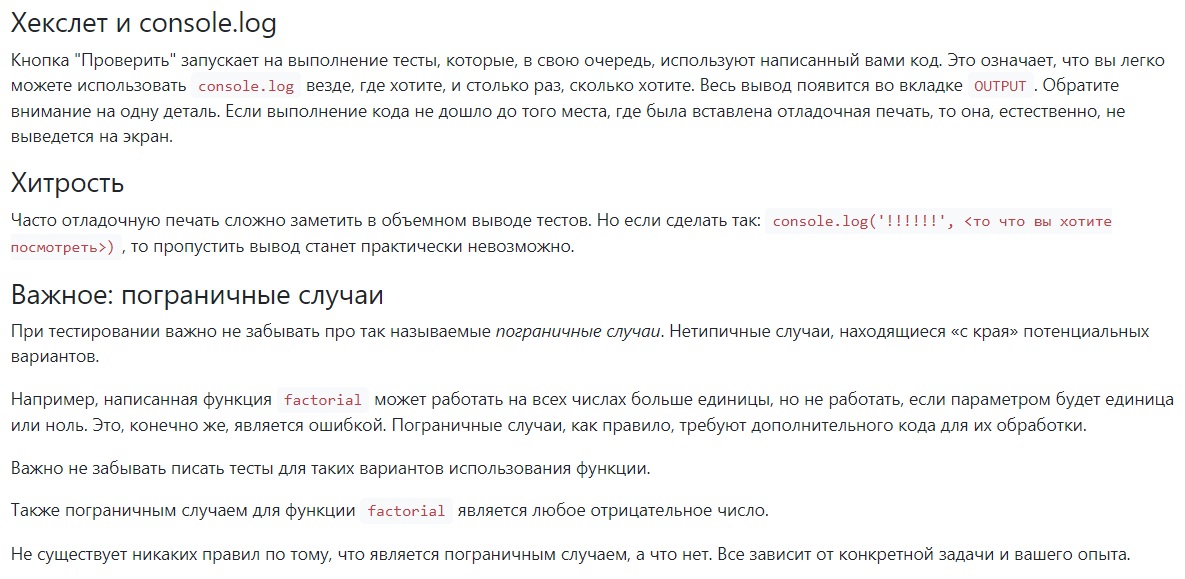 Хекслет и console.log
Кнопка "Проверить" запускает на выполнение тесты, которые, в свою очередь, используют написанный вами код. Это означает, что вы легко
можете использовать console.log везде, где хотите, и столько раз, сколько хотите. Весь вывод появится во вкладке OUTPUT . Обратите
внимание на одну деталь. Если выполнение кода не дошло до того места, где была вставлена отладочная печать, то она, естественно, не
выведется на экран.
Хитрость
Часто отладочную печать сложно заметить в объемном выводе тестов. Но если сделать так: console.log('!!!!!!', <то что вы хотите
посмотреть>) , то пропустить вывод станет практически невозможно.
Важное: пограничные случаи
При тестировании важно не забывать про так называемые пограничные случаи. Нетипичные случаи, находящиеся «с края» потенциальных
вариантов.
Например, написанная функция factorial может работать на всех числах больше единицы, но не работать, если параметром будет единица
или ноль. Это, конечно же, является ошибкой. Пограничные случаи, как правило, требуют дополнительного кода для их обработки.
Важно не забывать писать тесты для таких вариантов использования функции.
Также пограничным случаем для функции factorial является любое отрицательное число.
Не существует никаких правил по тому, что является пограничным случаем, а что нет. Все зависит от конкретной задачи и вашего опыта.